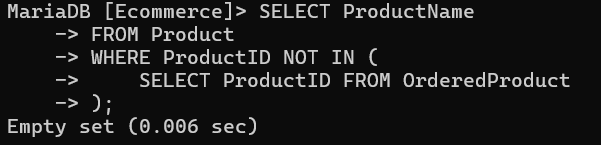 MariaDB [Ecommerce]> SELECT ProductName
    -> FROM Product
    -> WHERE ProductID NOT IN (
    ->     SELECT ProductID FROM OrderedProduct
    -> );
Empty set (0.006 sec)